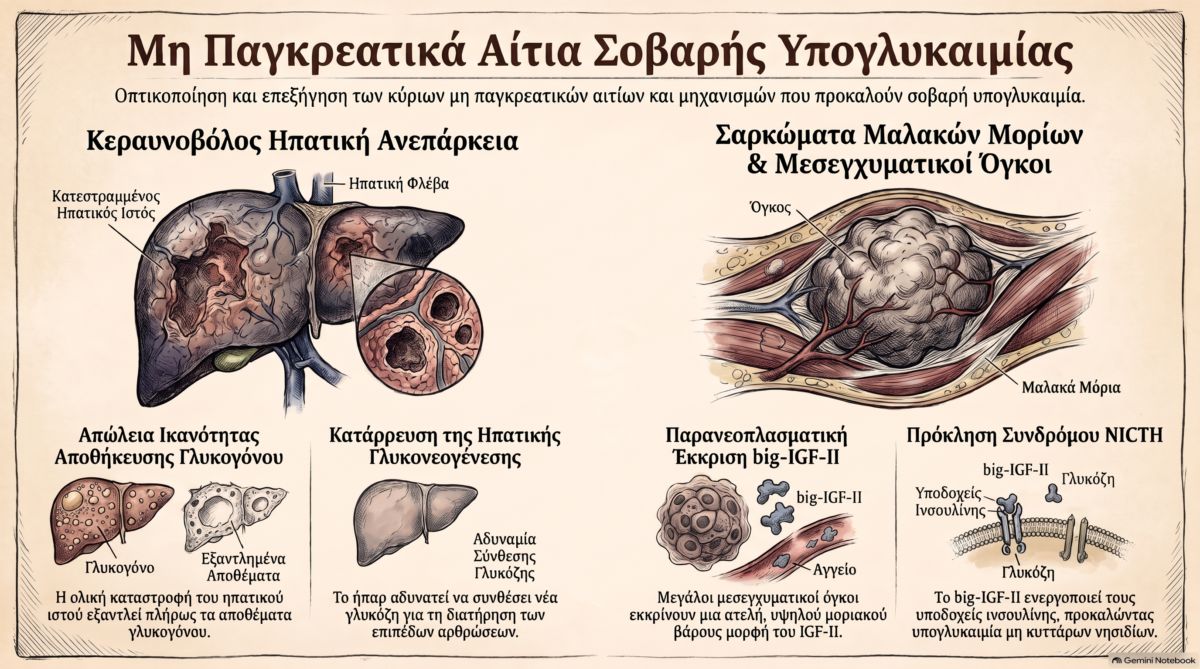 Μη Παγκρεατικά Αίτια Σοβαρής Υπογλυκαιμίας
Οπτικοποίηση και επεξήγηση των κύριων μη παγκρεατικών αιτίων και μηχανισμών που προκαλούν σοβαρή υπογλυκαιμία.
Κεραυνοβόλος Ηπατική Ανεπάρκεια
Κατεστραμμένος
Ηπατικός Ιστός
Ηπατική Φλέβα
Απώλεια Ικανότητας
Αποθήκευσης Γλυκογόνου
Γλυκογόνο
Εξαντλημένα
Αποθέματα
Η ολική καταστροφή του ηπατικού
ιστού εξαντλεί πλήρως τα αποθέματα
γλυκογόνου.
Κατάρρευση της Ηπατικής
Γλυκονεογένεσης
Αδυναμία
Σύνθεσης
Γλυκόζης
Το ήπαρ αδυνατεί να συνθέσει νέα
γλυκόζη για τη διατήρηση των
επιπέδων αρθρώσεων.
Σαρκώματα Μαλακών Μορίων
& Μεσεγχυματικοί Όγκοι
Όγκος
Μαλακά Μόρια
Παρανεοπλασματική
Έκκριση big-IGF-II
big-IGF-II
Αγγείο
Μεγάλοι μεσεγχυματικοί όγκοι
εκκρίνουν μια ατελή, υψηλού μοριακού
βάρους μορφή του IGF-II.
Πρόκληση Συνδρόμου NICTH
big-IGF-II
Γλυκόζη
Υποδοχείς
Ινσουλίνης
Γλυκόζη
Το big-IGF-II ενεργοποιεί τους
υποδοχείς ινσουλίνης, προκαλώντας
υπογλυκαιμία μη κυττάρων νησιδίων.
Gemini Notebook